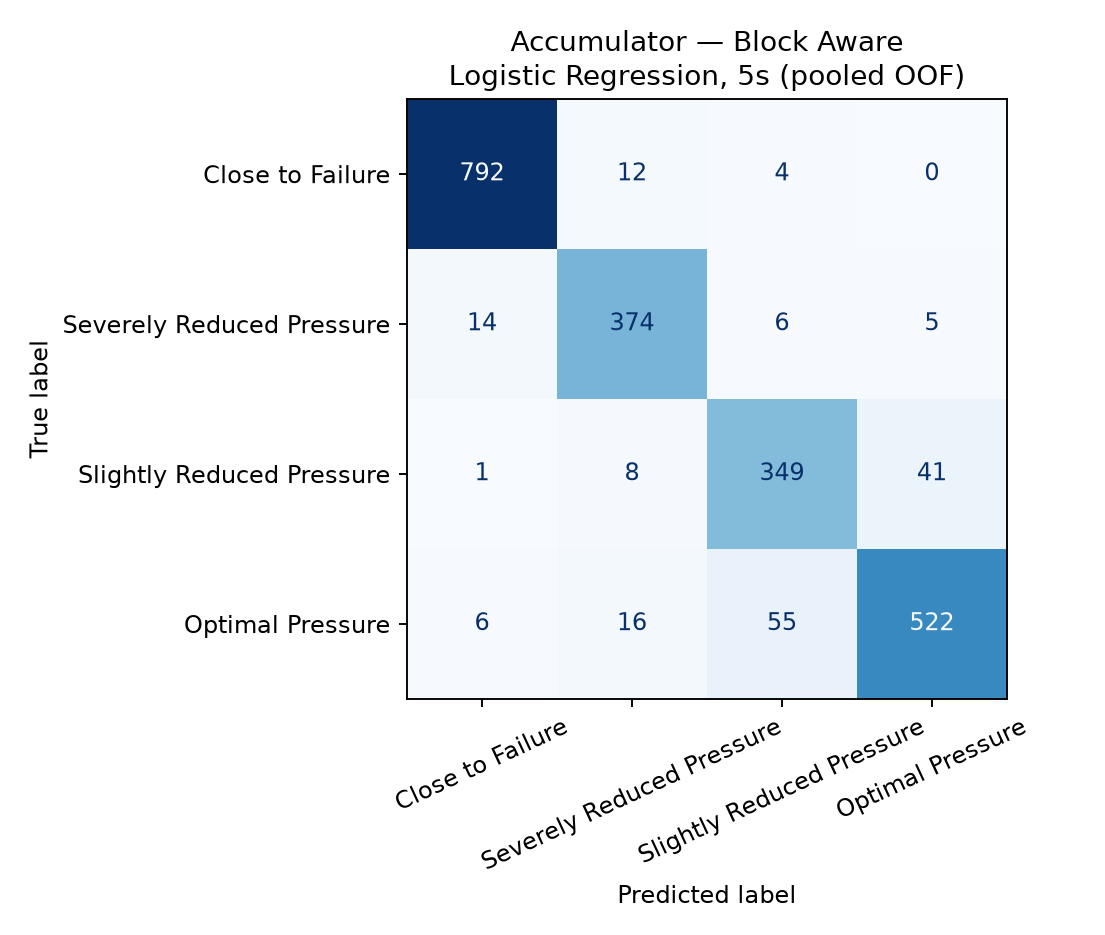 Accumulator — Block Aware
Logistic Regression, 5s (pooled OOF)
True label
Close to Failure
792 12 4 0
Severely Reduced Pressure
14 374 6 5
Slightly Reduced Pressure
1 8 349 41
Optimal Pressure
6 16 55 522
Close to Failure
Severely Reduced Pressure
Slightly Reduced Pressure
Optimal Pressure
Predicted label